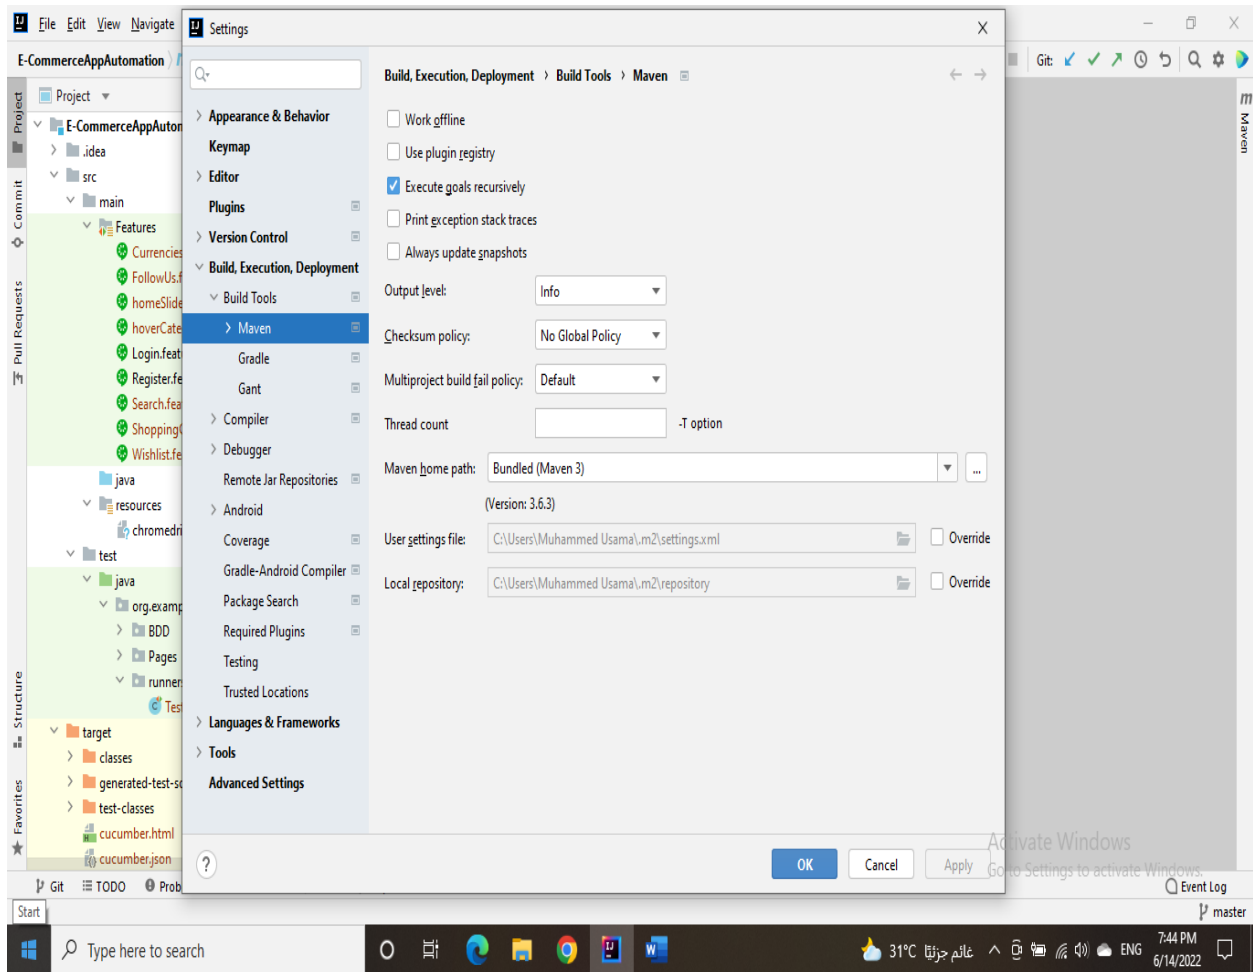 File Edit View Navigate
Settings
E-CommerceAppAutomation
Git:
Project
Build, Execution, Deployment > Build Tools > Maven
Project
Commit
Pull Requests
Structure
Favorites
Maven
E-CommerceAppAuton
.idea
src
main
Features
Currencies
FollowUs.f
homeSlide
hoverCate
Login.feat
Register.fe
Search.fea
Shopping
Wishlist.fe
java
resources
chromedri
test
java
org.examp
BDD
Pages
runner
Tes
target
classes
generated-test-so
test-classes
cucumber.html
cucumber.json
Appearance & Behavior
Keymap
Editor
Plugins
Version Control
Build, Execution, Deployment
Build Tools
Maven
Gradle
Gant
Compiler
Debugger
Remote Jar Repositories
Android
Coverage
Gradle-Android Compiler
Package Search
Required Plugins
Testing
Trusted Locations
Languages & Frameworks
Tools
Advanced Settings
Work offline
Use plugin registry
Execute goals recursively
Print exception stack traces
Always update snapshots
Output level: Info
Checksum policy: No Global Policy
Multiproject build fail policy: Default
Thread count -T option
Maven home path: Bundled (Maven 3) ...
(Version: 3.6.3)
User settings file: C:\Users\Muhammed Usama\.m2\settings.xml Override
Local repository: C:\Users\Muhammed Usama\.m2\repository Override
? OK Cancel Apply
Activate Windows
Go to Settings to activate Windows.
Git TODO Prob
Event Log
Start
master
Type here to search
31°C غائم جزئيًا
ENG
7:44 PM
6/14/2022